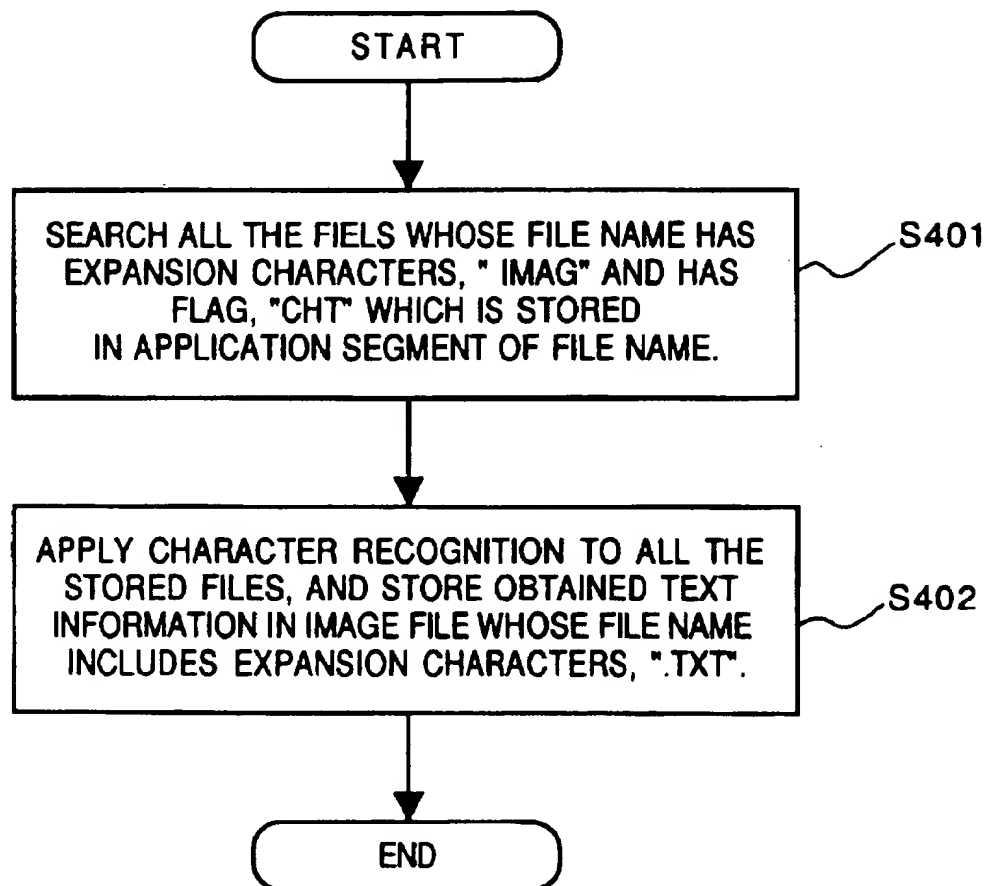 START
SEARCH ALL THE FIELS WHOSE FILE NAME HAS
EXPANSION CHARACTERS, " IMAG" AND HAS
FLAG, "CHT" WHICH IS STORED
IN APPLICATION SEGMENT OF FILE NAME.
S401
APPLY CHARACTER RECOGNITION TO ALL THE
STORED FILES, AND STORE OBTAINED TEXT
INFORMATION IN IMAGE FILE WHOSE FILE NAME
INCLUDES EXPANSION CHARACTERS, ".TXT".
S402
END